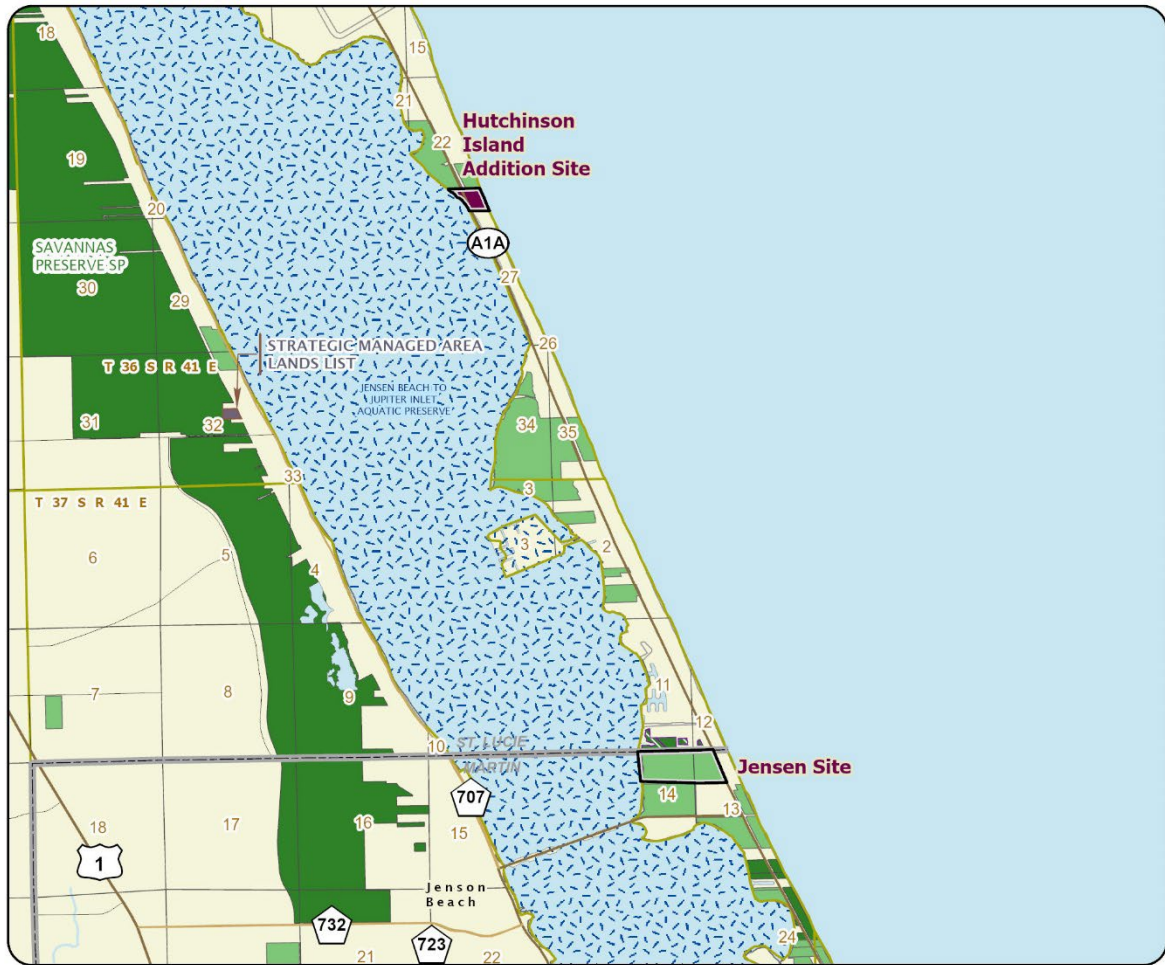 18
15
21
Hutchinson
Island
Addition Site
22
19
20
A1A
SAVANNAS
PRESERVE SP
30
27
29
26
STRATEGIC MANAGED AREA
LANDS LIST
T 36 S R 41 E
JENSEN BEACH TO
JUPITER INLET
AQUATIC PRESERVE
31
32
34
35
33
3
T 37 S R 41 E
6
5
3
2
4
7
8
9
11
12
10
ST. LUCIE
MARTIN
Jensen Site
707
14
13
18
17
16
15
1
Jenson
Beach
732
723
21
22
24